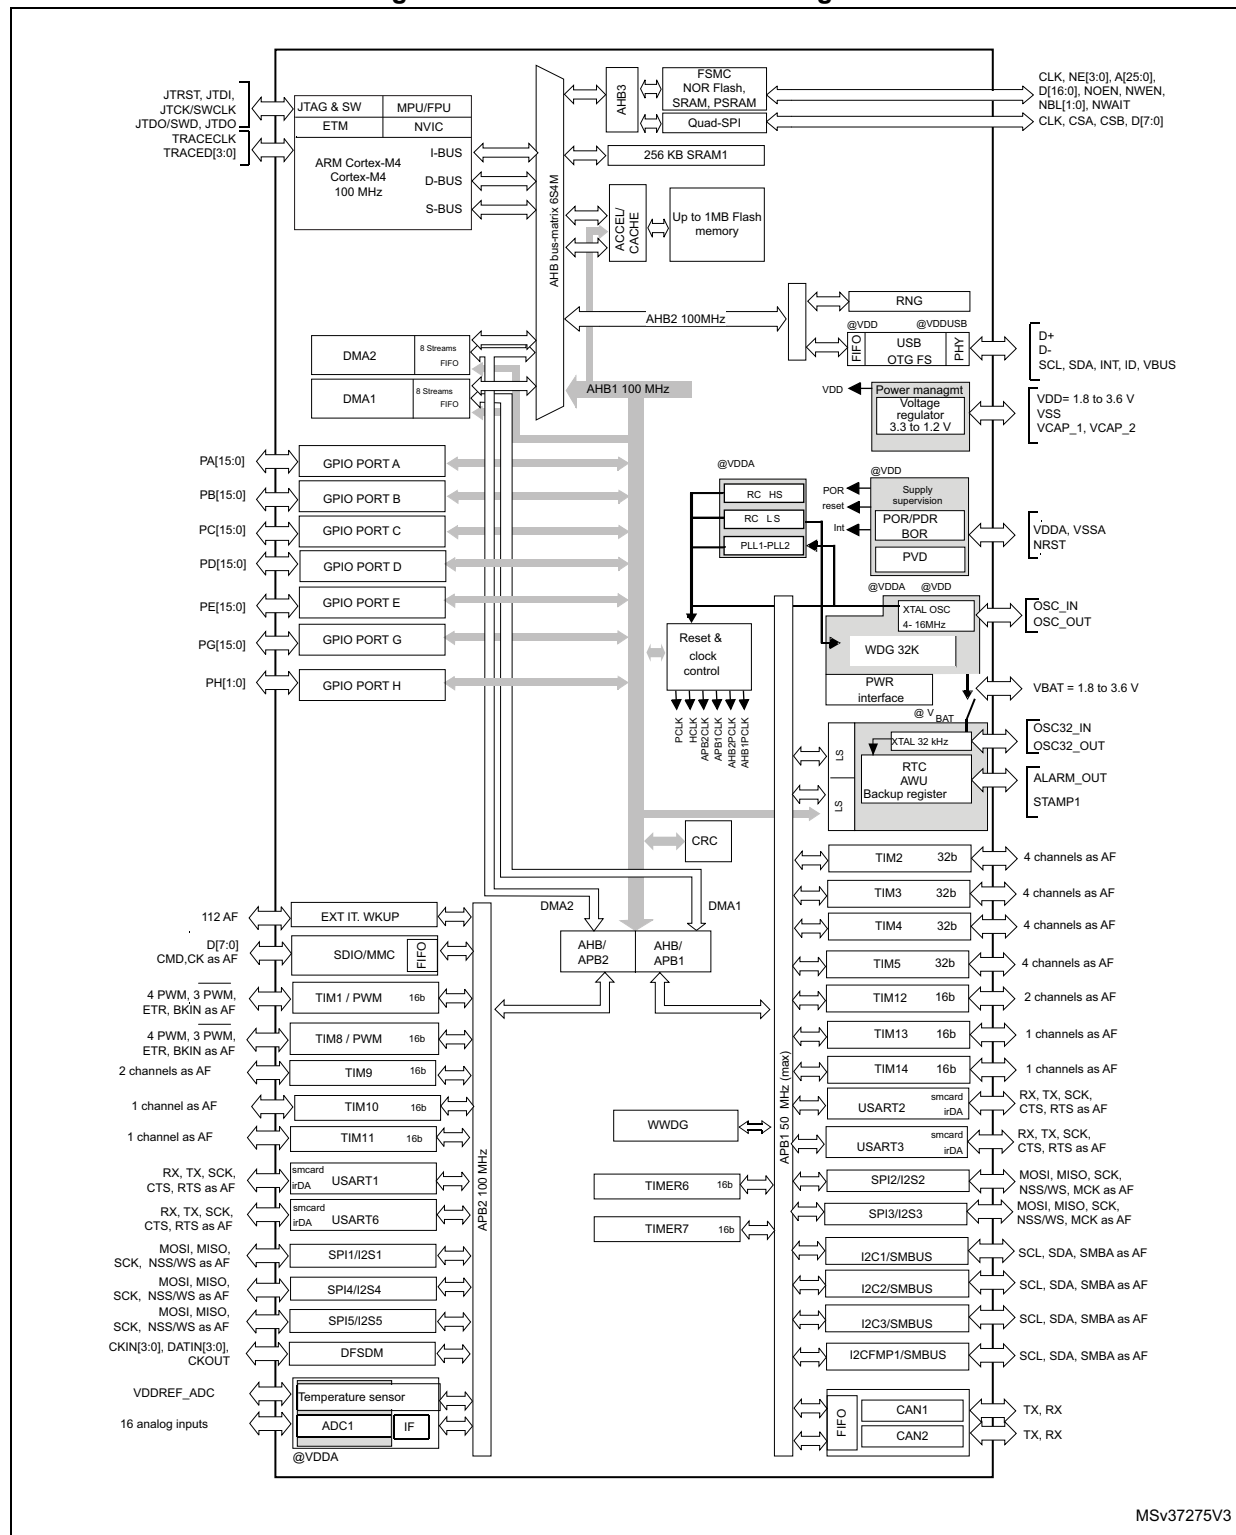 JTRST, JTDI,
JTCK/SWCLK
JTDO/SWD, JTDO
TRACECLK
TRACED[3:0]
JTAG & SW
MPU/FPU
ETM
NVIC
ARM Cortex-M4
Cortex-M4
100 MHz
I-BUS
D-BUS
S-BUS
AHB bus-matrix 6S4M
AHB3
FSMC
NOR Flash,
SRAM, PSRAM
Quad-SPI
CLK, NE[3:0], A[25:0],
D[16:0], NOEN, NWEN,
NBL[1:0], NWAIT
CLK, CSA, CSB, D[7:0]
256 KB SRAM1
ACCEL/
CACHE
Up to 1MB Flash
memory
AHB2 100MHz
RNG
@VDD
@VDDUSB
FIFO
USB
OTG FS
PHY
D+
D-
SCL, SDA, INT, ID, VBUS
DMA2
8 Streams
FIFO
DMA1
8 Streams
FIFO
AHB1 100 MHz
VDD
Power managmt
Voltage
regulator
3.3 to 1.2 V
VDD= 1.8 to 3.6 V
VSS
VCAP_1, VCAP_2
PA[15:0]
GPIO PORT A
PB[15:0]
GPIO PORT B
PC[15:0]
GPIO PORT C
PD[15:0]
GPIO PORT D
PE[15:0]
GPIO PORT E
PG[15:0]
GPIO PORT G
PH[1:0]
GPIO PORT H
@VDDA
RC HS
RC LS
PLL1-PLL2
@VDD
POR
reset
Int
Supply
supervision
POR/PDR
BOR
PVD
VDDA, VSSA
NRST
@VDDA
@VDD
XTAL OSC
4- 16MHz
OSC_IN
OSC_OUT
WDG 32K
PWR
interface
VBAT = 1.8 to 3.6 V
Reset &
clock
control
PCLK
HCLK
APB2CLK
APB1CLK
AHB2PCLK
AHB1PCLK
@ VBAT
LS
LS
XTAL 32 kHz
RTC
AWU
Backup register
OSC32_IN
OSC32_OUT
ALARM_OUT
STAMP1
CRC
DMA2
DMA1
AHB/
APB2
AHB/
APB1
112 AF
EXT IT. WKUP
D[7:0]
CMD,CK as AF
SDIO/MMC
FIFO
4 PWM, 3 PWM,
ETR, BKIN as AF
TIM1 / PWM
16b
4 PWM, 3 PWM,
ETR, BKIN as AF
TIM8 / PWM
16b
2 channels as AF
TIM9
16b
1 channel as AF
TIM10
16b
1 channel as AF
TIM11
16b
RX, TX, SCK,
CTS, RTS as AF
smcard
irDA
USART1
RX, TX, SCK,
CTS, RTS as AF
smcard
irDA
USART6
MOSI, MISO,
SCK, NSS/WS as AF
SPI1/I2S1
MOSI, MISO,
SCK, NSS/WS as AF
SPI4/I2S4
MOSI, MISO,
SCK, NSS/WS as AF
SPI5/I2S5
CKIN[3:0], DATIN[3:0],
CKOUT
DFSDM
VDDREF_ADC
Temperature sensor
16 analog inputs
ADC1
IF
@VDDA
APB2 100 MHz
WWDG
TIMER6
16b
TIMER7
16b
APB1 50 MHz (max)
TIM2
32b
4 channels as AF
TIM3
32b
4 channels as AF
TIM4
32b
4 channels as AF
TIM5
32b
4 channels as AF
TIM12
16b
2 channels as AF
TIM13
16b
1 channels as AF
TIM14
16b
1 channels as AF
USART2
smcard
irDA
RX, TX, SCK,
CTS, RTS as AF
USART3
smcard
irDA
RX, TX, SCK,
CTS, RTS as AF
SPI2/I2S2
MOSI, MISO, SCK,
NSS/WS, MCK as AF
SPI3/I2S3
MOSI, MISO, SCK,
NSS/WS, MCK as AF
I2C1/SMBUS
SCL, SDA, SMBA as AF
I2C2/SMBUS
SCL, SDA, SMBA as AF
I2C3/SMBUS
SCL, SDA, SMBA as AF
I2CFMP1/SMBUS
SCL, SDA, SMBA as AF
FIFO
CAN1
TX, RX
CAN2
TX, RX
MSv37275V3